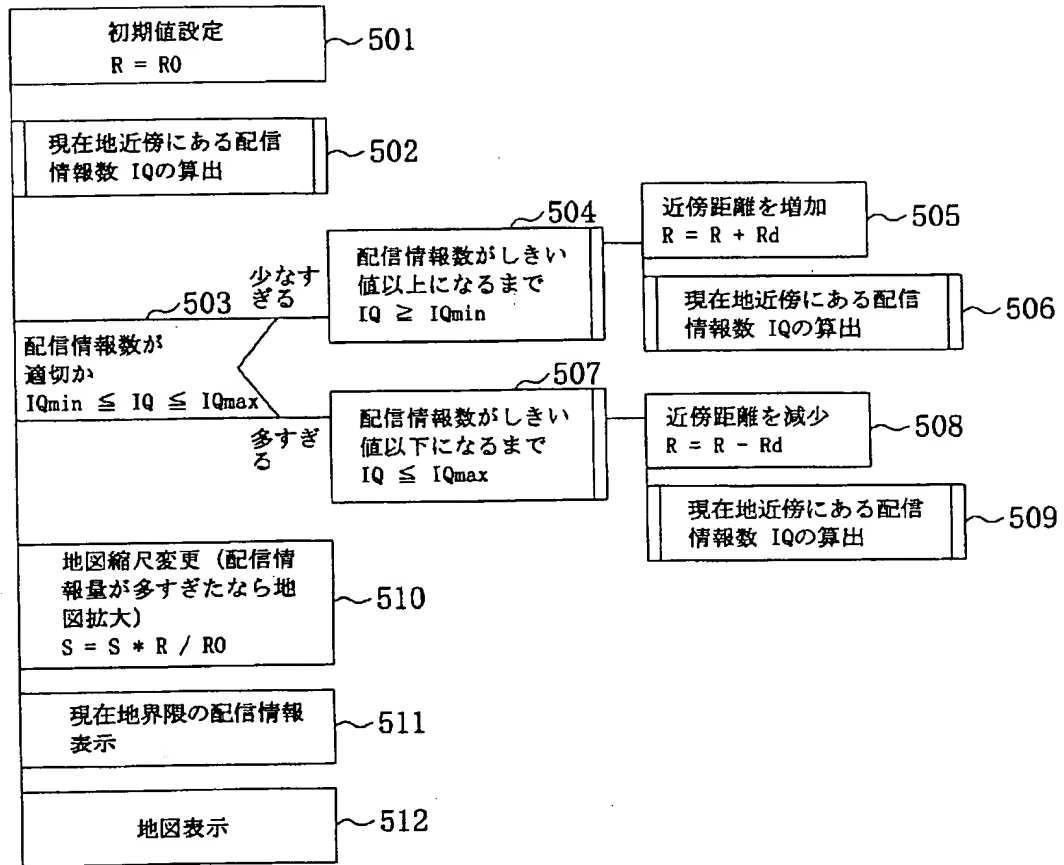 初期値設定
R = R0
501
現在地近傍にある配信
情報数 IQの算出
502
503
配信情報数が
適切か
IQmin ≦ IQ ≦ IQmax
少なす
ぎる
504
配信情報数がしきい
値以上になるまで
IQ ≧ IQmin
近傍距離を増加
R = R + Rd
505
現在地近傍にある配信
情報数 IQの算出
506
多すぎ
る
507
配信情報数がしきい
値以下になるまで
IQ ≦ IQmax
近傍距離を減少
R = R - Rd
508
現在地近傍にある配信
情報数 IQの算出
509
地図縮尺変更（配信情
報量が多すぎたなら地
図拡大）
S = S * R / R0
510
現在地界隈の配信情報
表示
511
地図表示
512